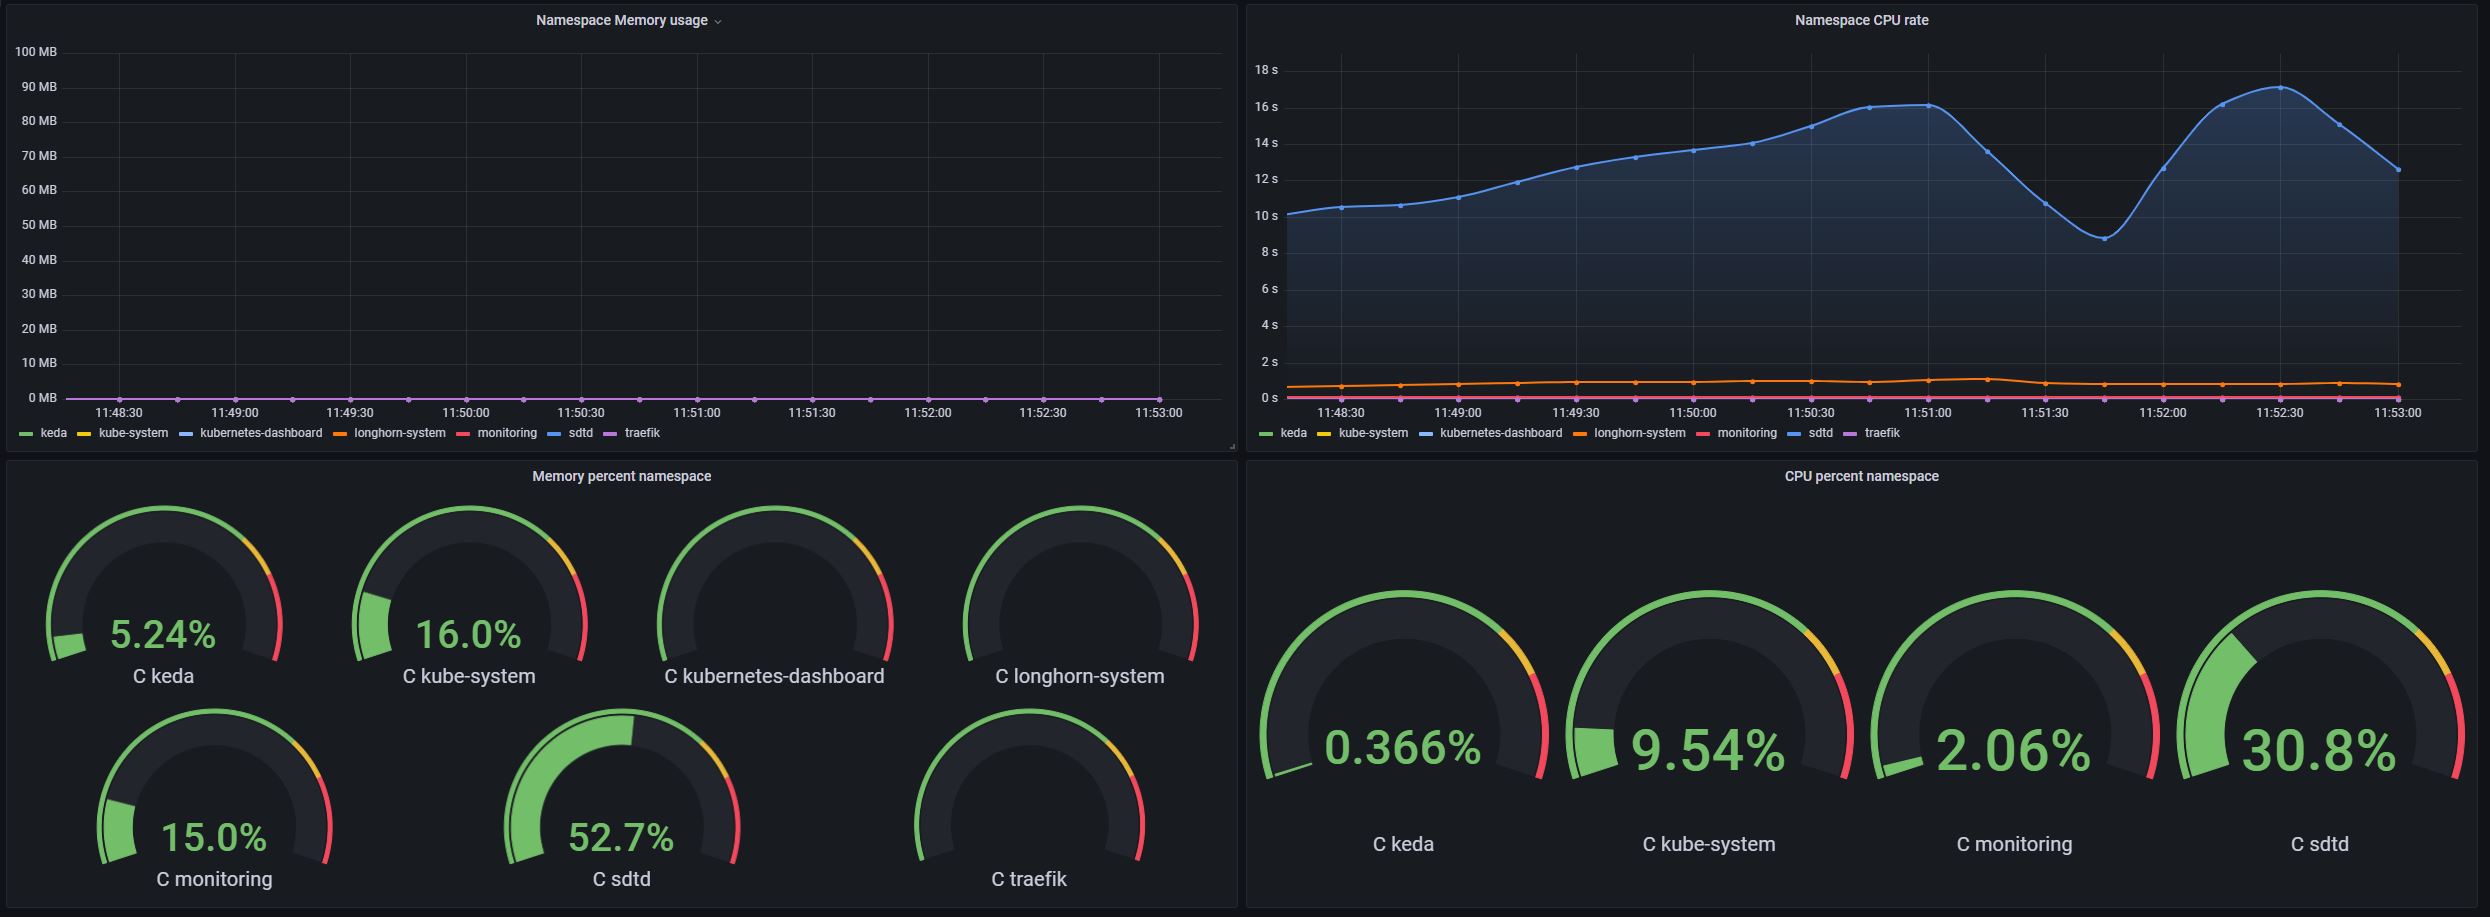 Namespace Memory usage
100 MB
90 MB
80 MB
70 MB
60 MB
50 MB
40 MB
30 MB
20 MB
10 MB
0 MB
11:48:30 11:49:00 11:49:30 11:50:00 11:50:30 11:51:00 11:51:30 11:52:00 11:52:30 11:53:00
keda kube-system kubernetes-dashboard longhorn-system monitoring sdtd traefik
Namespace CPU rate
18 s
16 s
14 s
12 s
10 s
8 s
6 s
4 s
2 s
0 s
11:48:30 11:49:00 11:49:30 11:50:00 11:50:30 11:51:00 11:51:30 11:52:00 11:52:30 11:53:00
keda kube-system kubernetes-dashboard longhorn-system monitoring sdtd traefik
Memory percent namespace
5.24% 16.0%
C keda C kube-system C kubernetes-dashboard C longhorn-system
15.0% 52.7%
C monitoring C sdtd C traefik
CPU percent namespace
0.366% 9.54% 2.06% 30.8%
C keda C kube-system C monitoring C sdtd